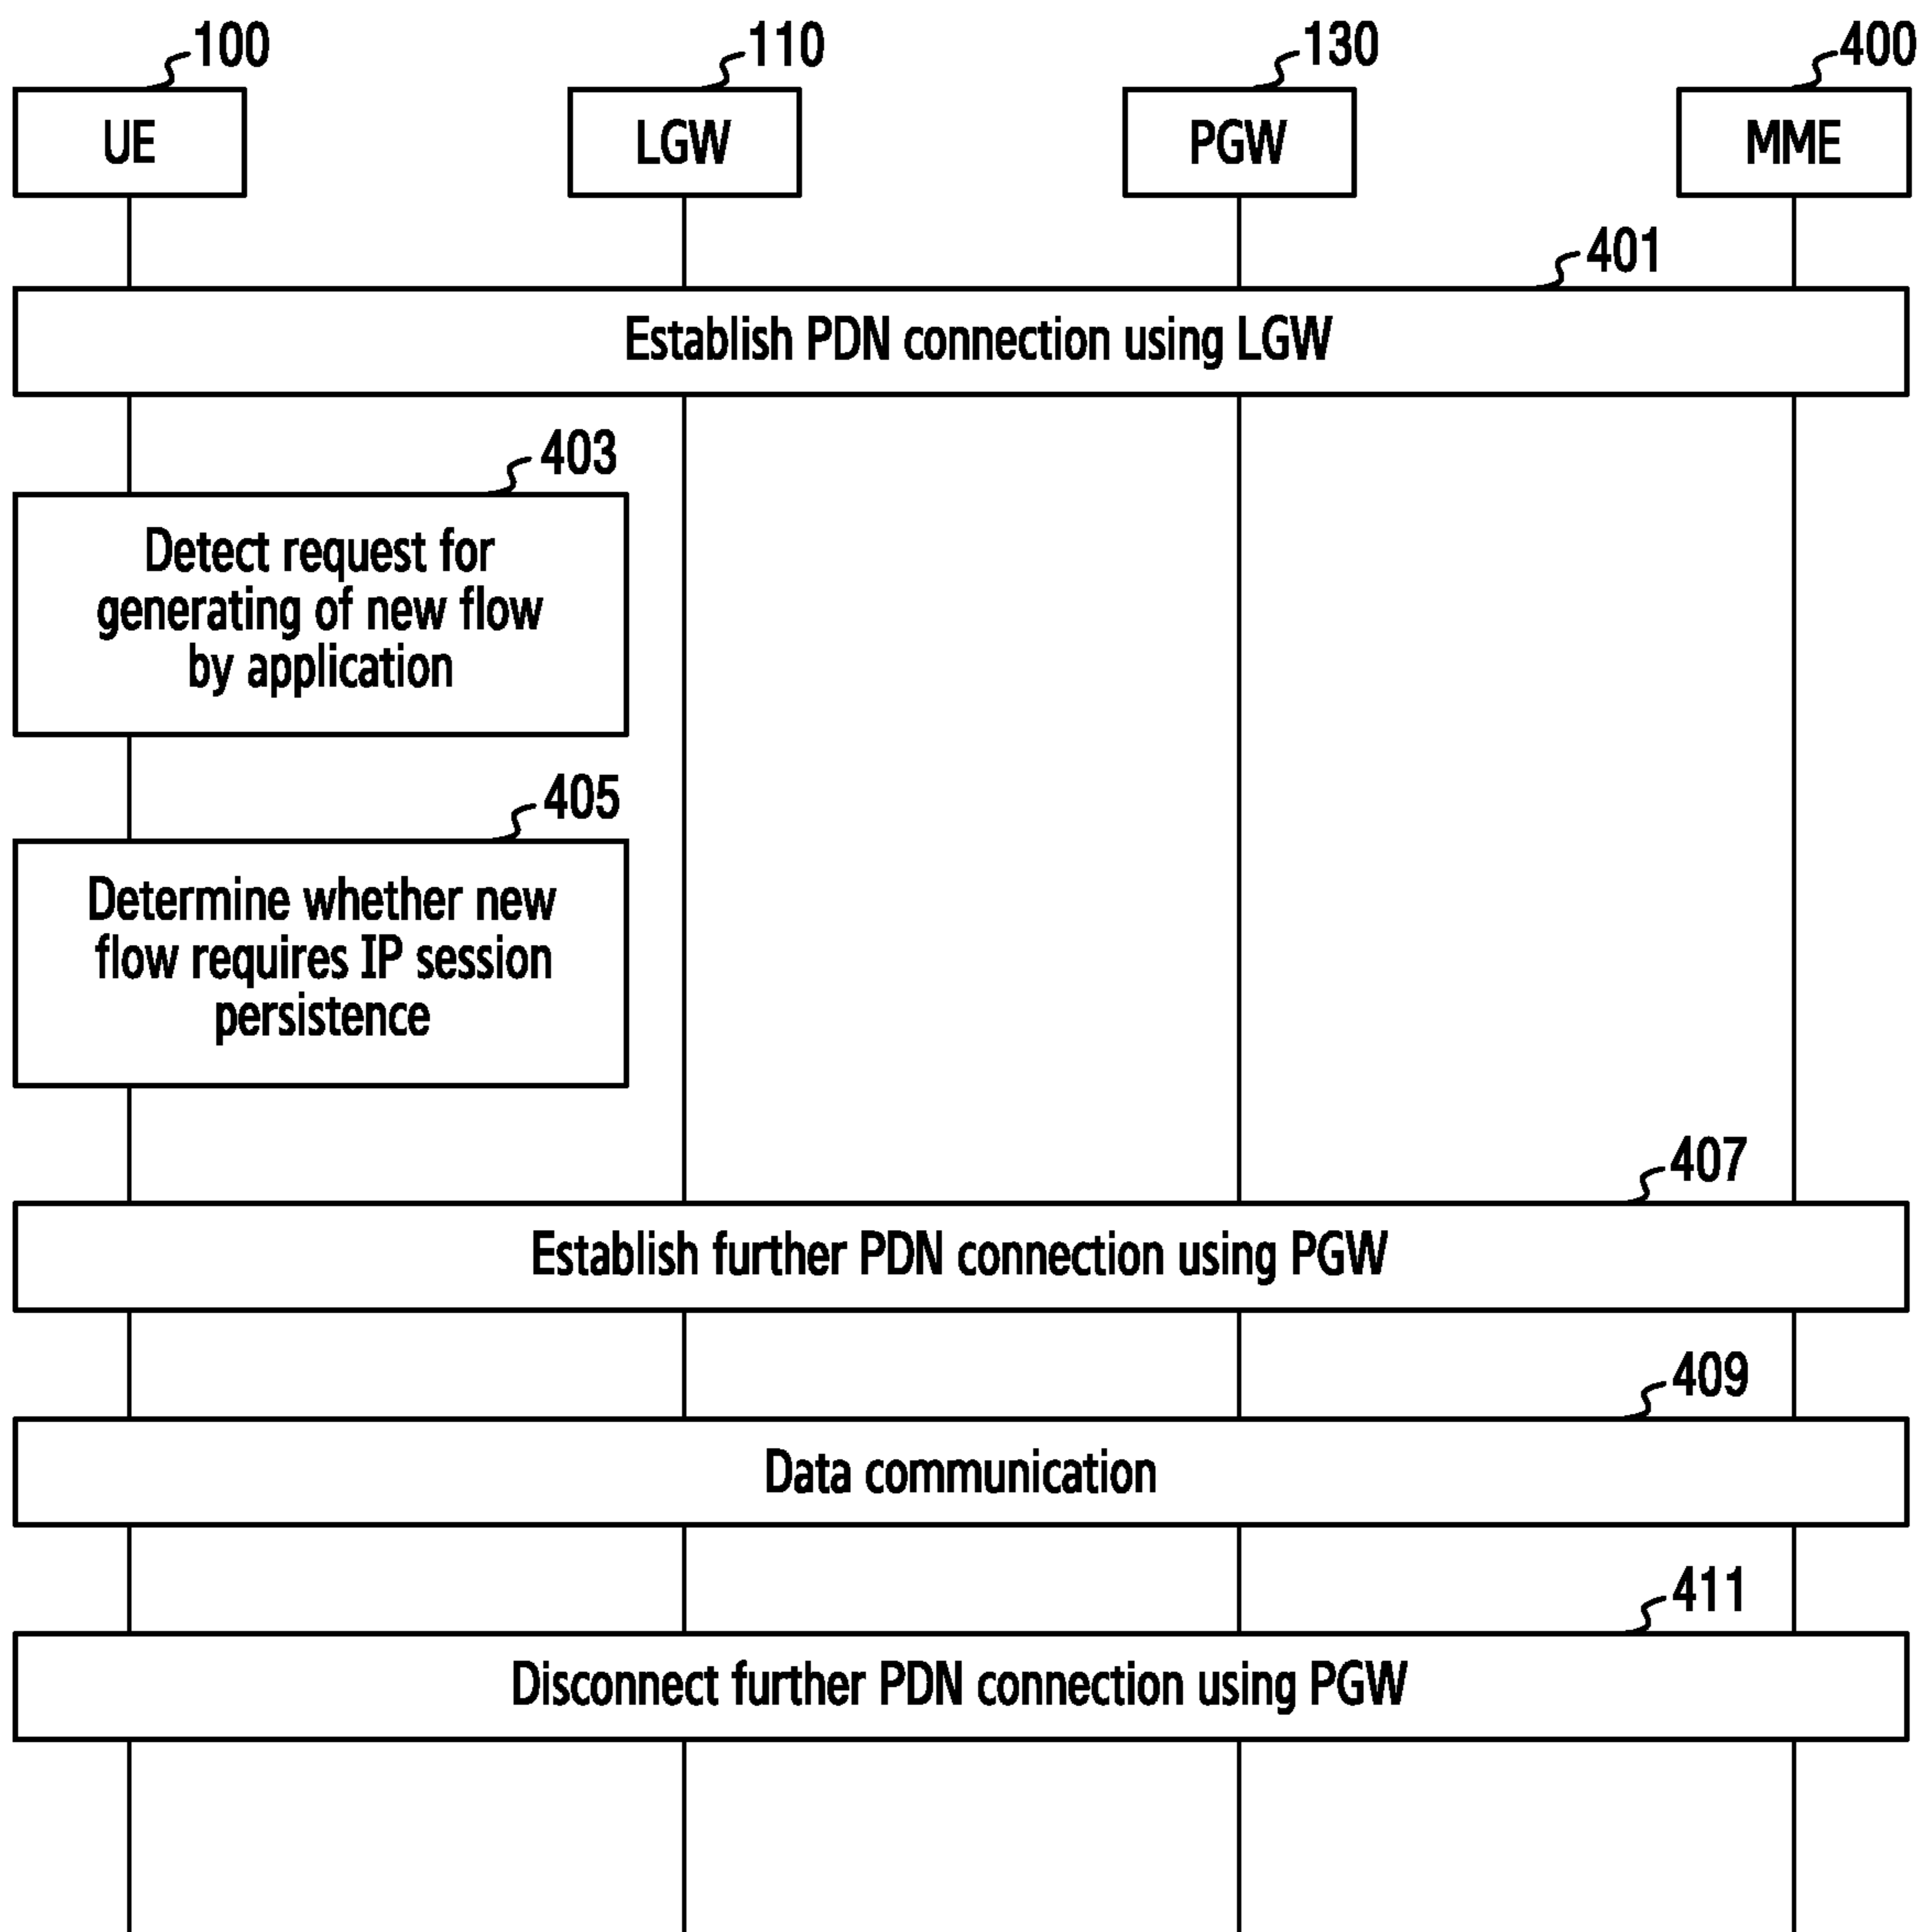 100
110
130
400
UE
LGW
PGW
MME
401
Establish PDN connection using LGW
403
Detect request for
generating of new flow
by application
405
Determine whether new
flow requires IP session
persistence
407
Establish further PDN connection using PGW
409
Data communication
411
Disconnect further PDN connection using PGW